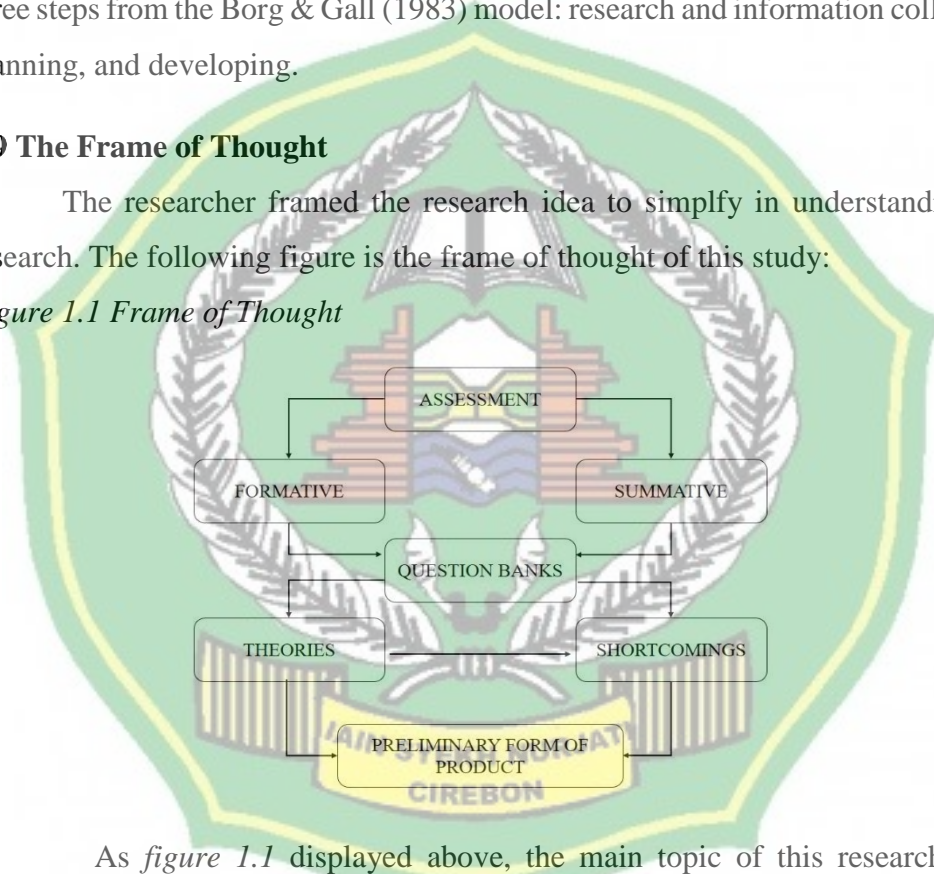 ree steps from the Borg & Gall (1983) model: research and information coll
anning, and developing.
9 The Frame of Thought
The researcher framed the research idea to simplfy in understand
search. The following figure is the frame of thought of this study:
gure 1.1 Frame of Thought
ASSESSMENT
FORMATIVE
SUMMATIVE
QUESTION BANKS
THEORIES
SHORTCOMINGS
PRELIMINARY FORM OF
PRODUCT
IAIN SYEKH NURJATI
CIREBON
As figure 1.1 displayed above, the main topic of this research